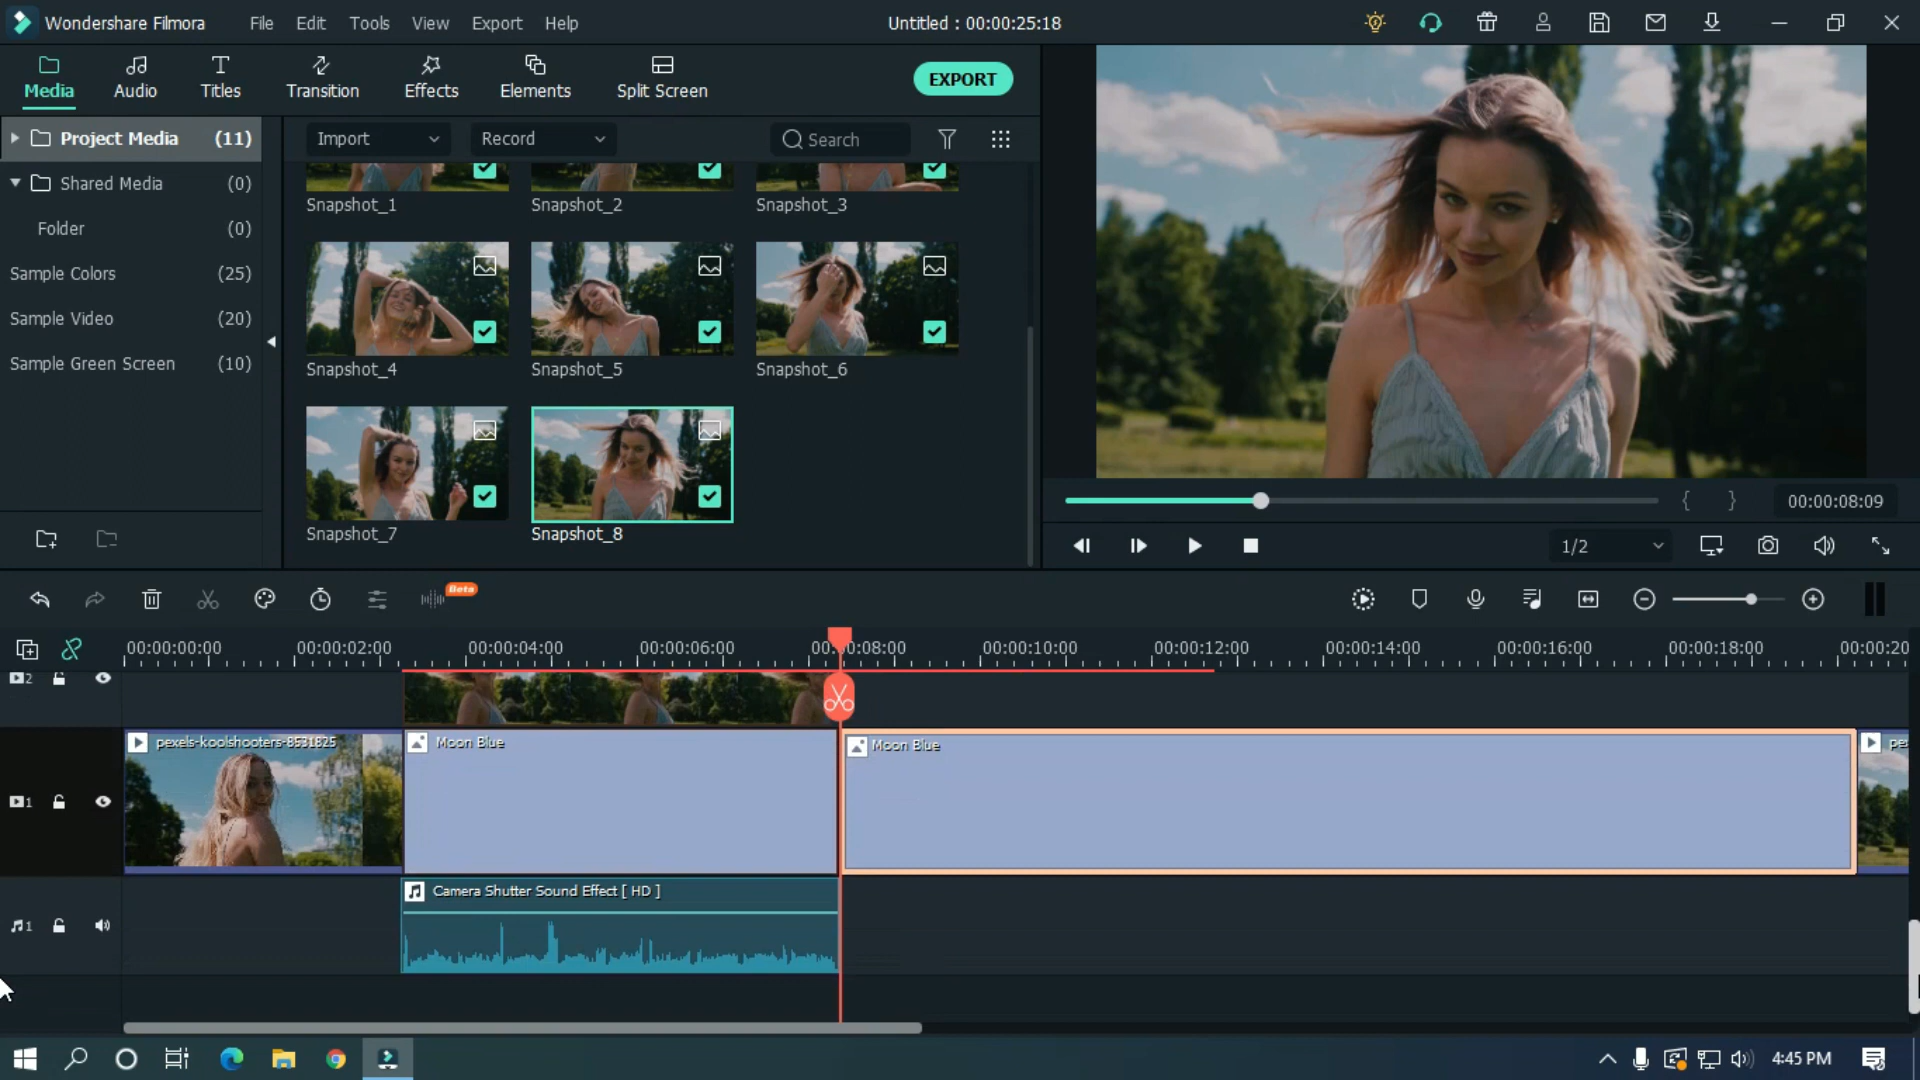 Wondershare Filmora
File
Edit
Tools
View
Export
Help
Untitled : 00:00:25:18
Media
Audio
Titles
Transition
Effects
Elements
Split Screen
EXPORT
Project Media (11)
Shared Media (0)
Folder (0)
Sample Colors (25)
Sample Video (20)
Sample Green Screen (10)
Import
Record
Search
Snapshot_1
Snapshot_2
Snapshot_3
Snapshot_4
Snapshot_5
Snapshot_6
Snapshot_7
Snapshot_8
{ } 00:00:08:09
1/2
Beta
00:00:00:00
00:00:02:00
00:00:04:00
00:00:06:00
00:00:08:00
00:00:10:00
00:00:12:00
00:00:14:00
00:00:16:00
00:00:18:00
00:00:20
2
pexels-koolshooters-8531825
Moon Blue
Moon Blue
pe
1
Camera Shutter Sound Effect [ HD ]
1
4:45 PM